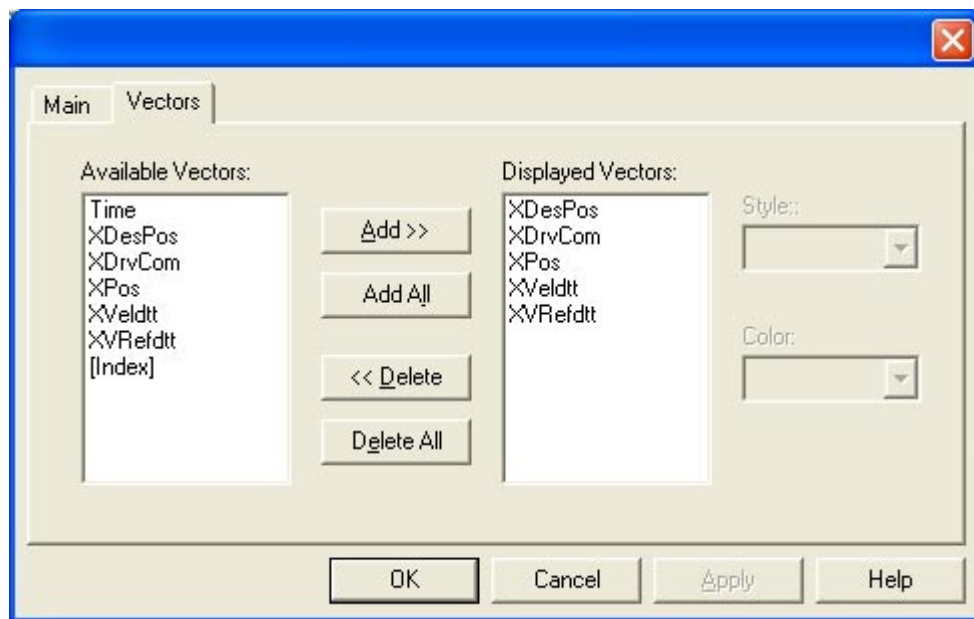 Main
Vectors
Available Vectors:
Time
XDesPos
XDrvCom
XPos
XVeldtt
XVRefdtt
[Index]
Add >>
Add All
<< Delete
Delete All
Displayed Vectors:
XDesPos
XDrvCom
XPos
XVeldtt
XVRefdtt
Style::
Color:
OK
Cancel
Apply
Help